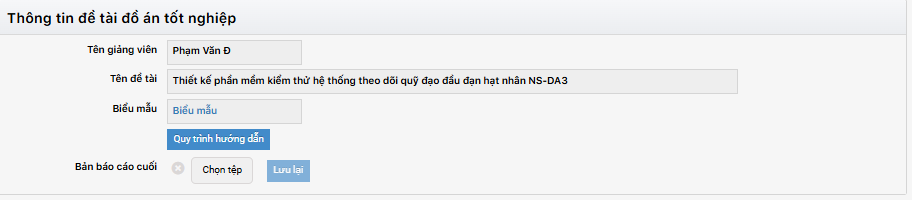 Thông tin đề tài đồ án tốt nghiệp
Tên giảng viên Phạm Văn Đ
Tên đề tài Thiết kế phần mềm kiểm thử hệ thống theo dõi quỹ đạo đầu đạn hạt nhân NS-DA3
Biểu mẫu Biểu mẫu
Quy trình hướng dẫn
Bản báo cáo cuối Chọn tệp Lưu lại